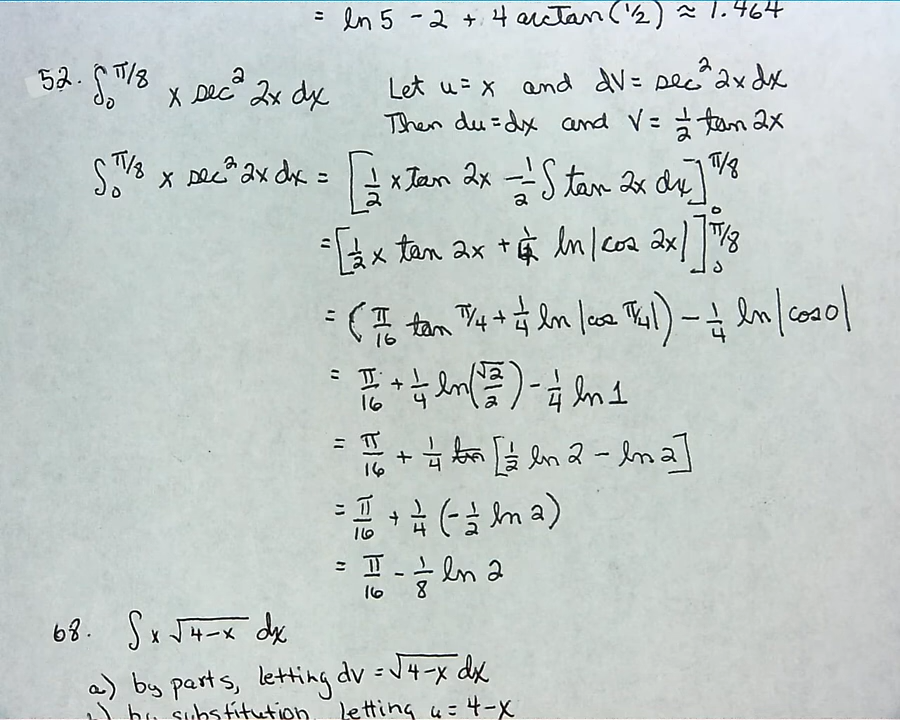 = ln 5 - 2 + 4 arctan(1/2) ≈ 1.464
52. ∫₀^π/8 x sec² 2x dx Let u = x and dV = sec² 2x dx
Then du = dx and V = 1/2 tan 2x
∫₀^π/8 x sec² 2x dx = [1/2 x tan 2x - 1/2 ∫ tan 2x dx]₀^π/8
= [1/2 x tan 2x + 1/4 ln |cos 2x|]₀^π/8
= (π/16 tan π/4 + 1/4 ln |cos π/4|) - 1/4 ln |cos 0|
= π/16 + 1/4 ln(√2/2) - 1/4 ln 1
= π/16 + 1/4 [1/2 ln 2 - ln 2]
= π/16 + 1/4 (-1/2 ln 2)
= π/16 - 1/8 ln 2
68. ∫ x √4-x dx
a) by parts, letting dv = √4-x dx
b) by substitution, letting u = 4-x